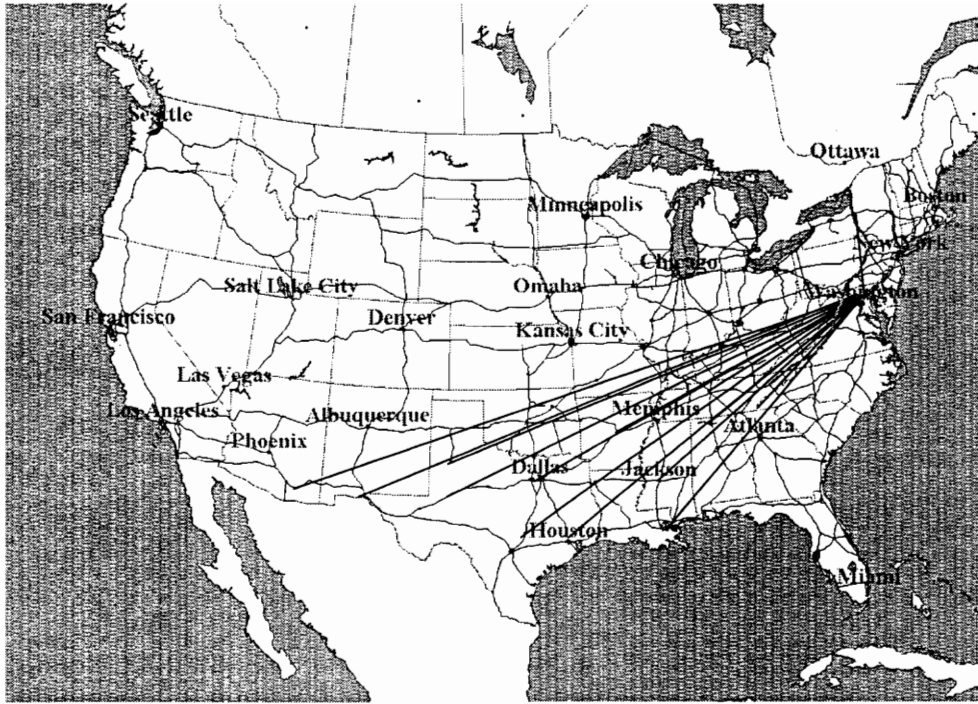 Seattle
Ottawa
Minneapolis
Boston
New York
Chicago
Salt Lake City
Omaha
Washington
San Francisco
Denver
Kansas City
Las Vegas
Los Angeles
Albuquerque
Memphis
Phoenix
Atlanta
Dallas
Jackson
Houston
Miami